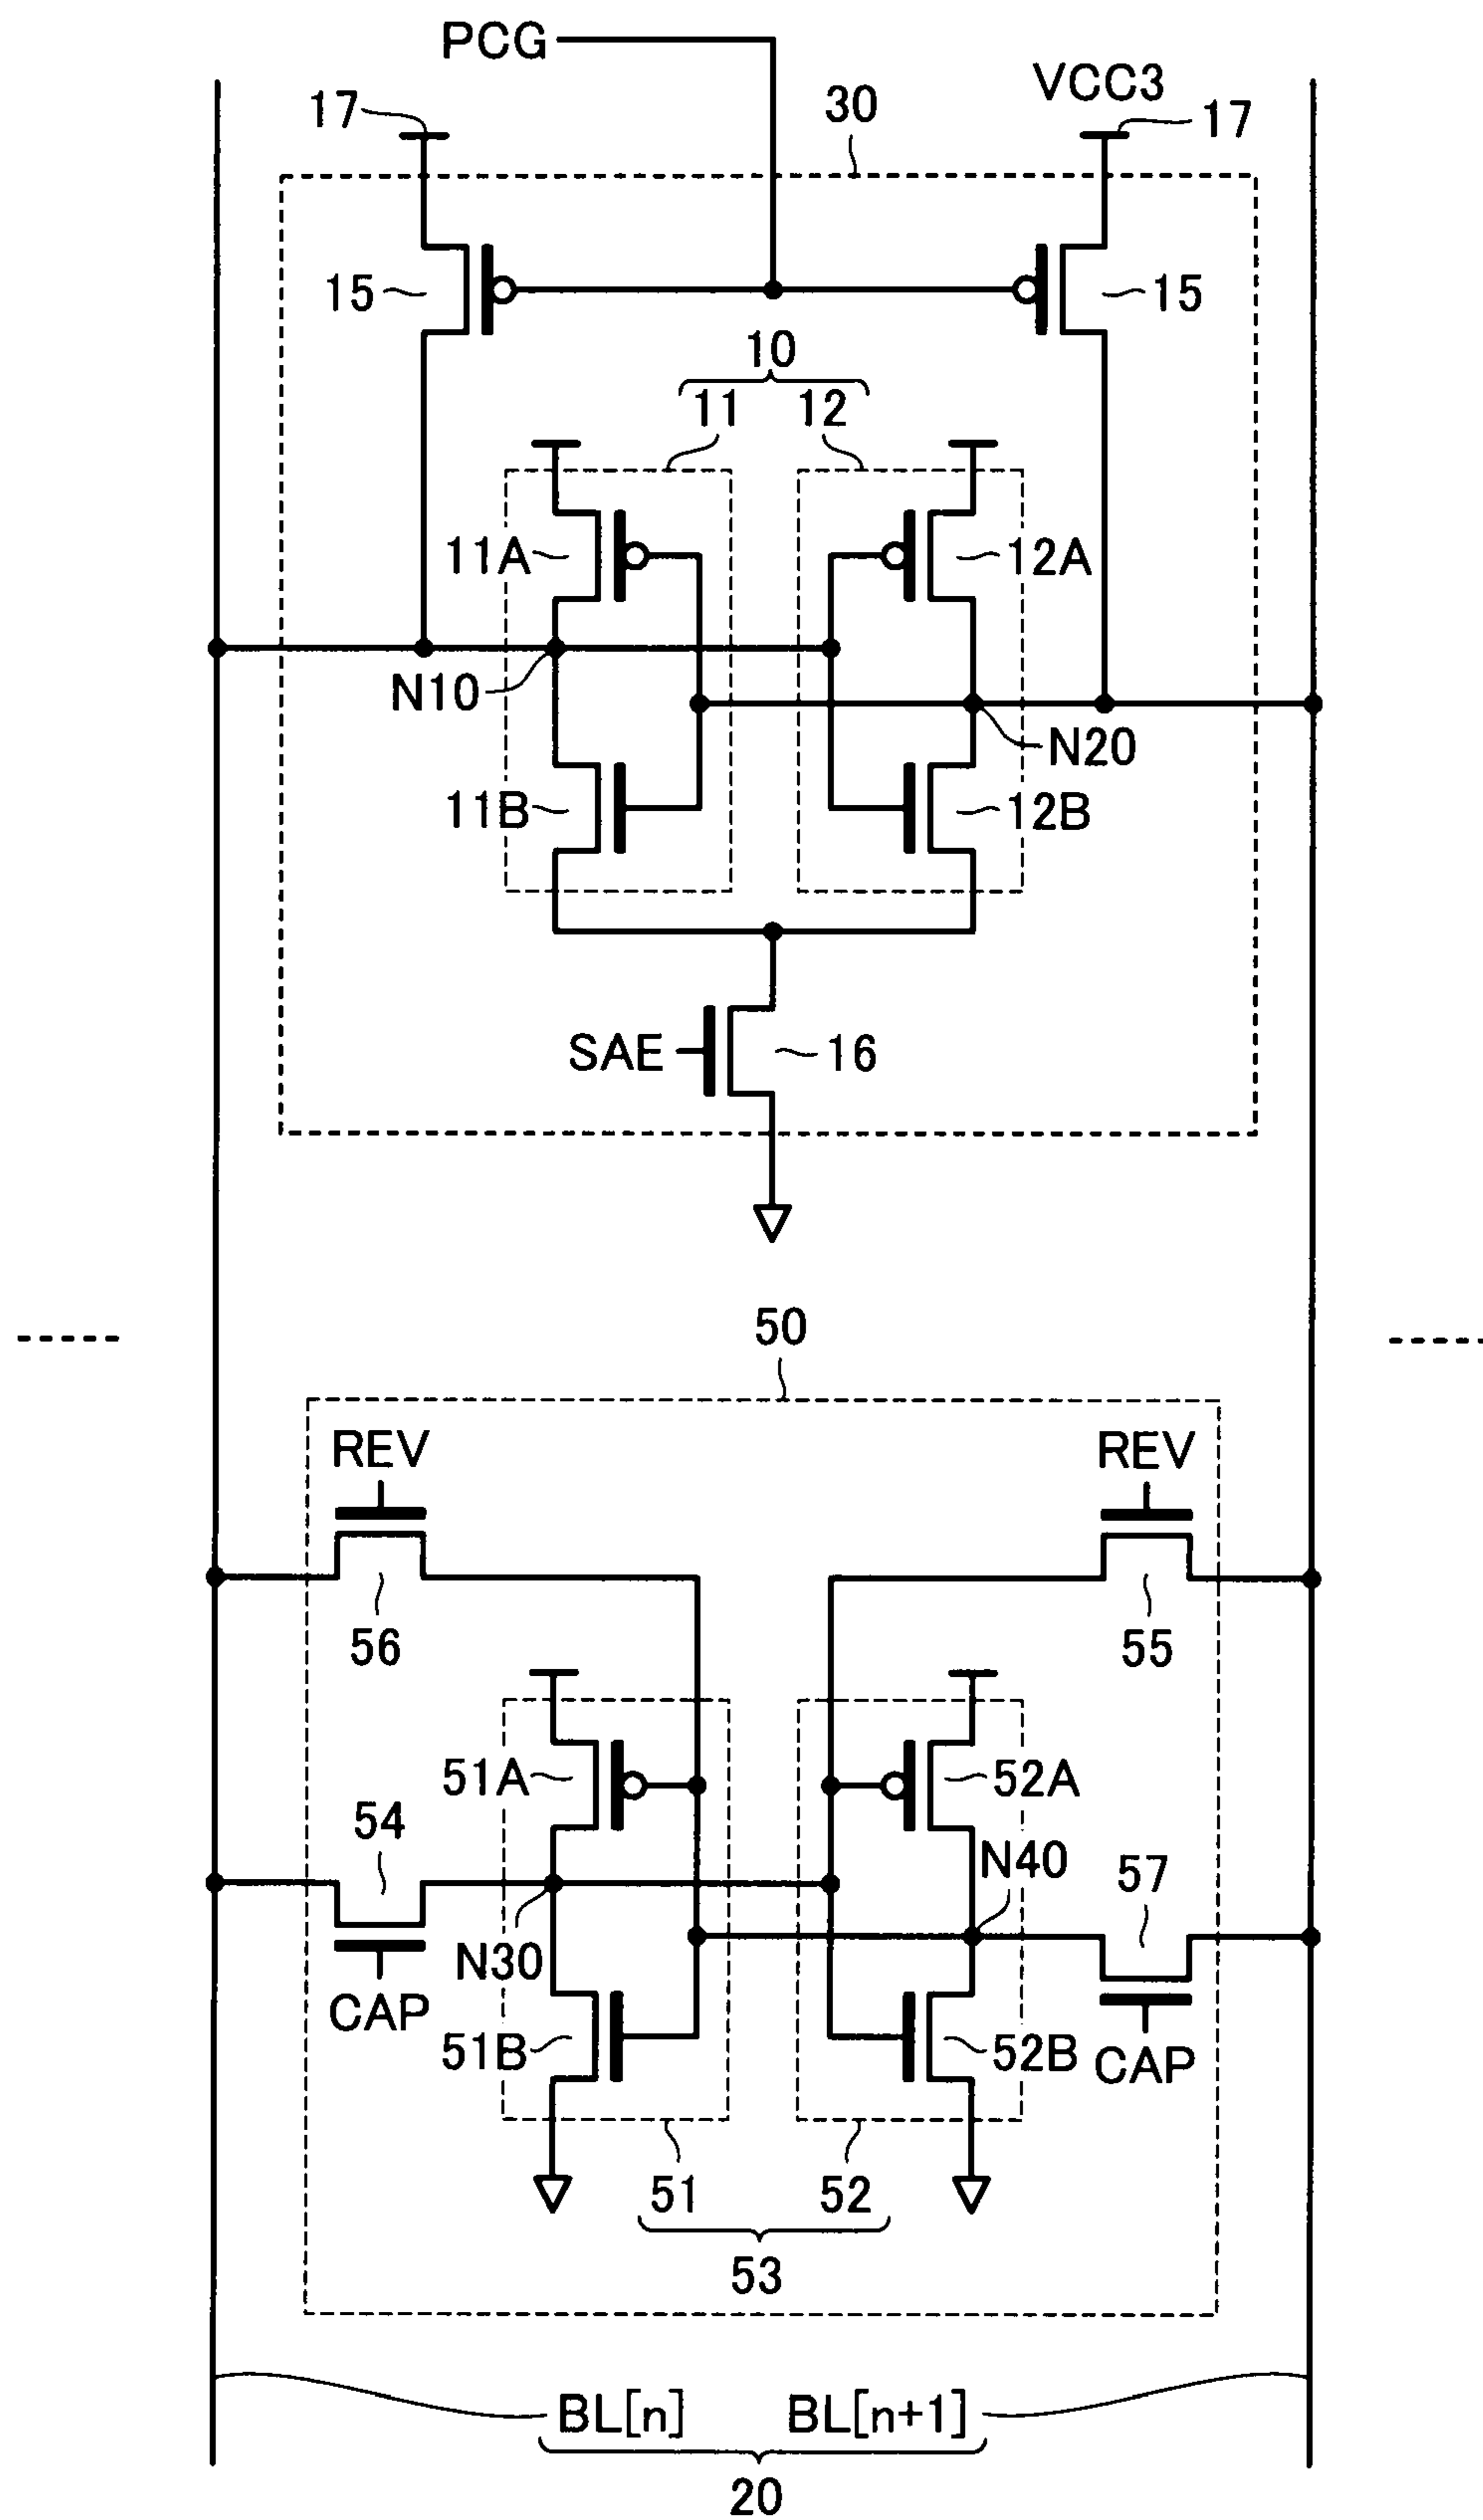 PCG
VCC3
17
30
17
15
15
10
11
12
11A
12A
N10
N20
11B
12B
SAE
16
50
REV
REV
56
55
51A
52A
54
N40
57
N30
CAP
51B
52B
CAP
51
52
53
BL[n]
BL[n+1]
20